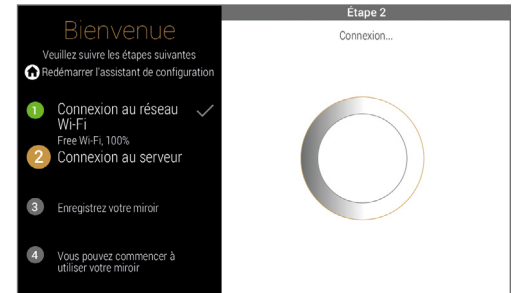 Bienvenue
Veuillez suivre les étapes suivantes
Redémarrer l'assistant de configuration
1 Connexion au réseau
Wi-Fi
Free Wi-Fi, 100%
2 Connexion au serveur
3 Enregistrez votre miroir
4 Vous pouvez commencer à
utiliser votre miroir
Étape 2
Connexion...